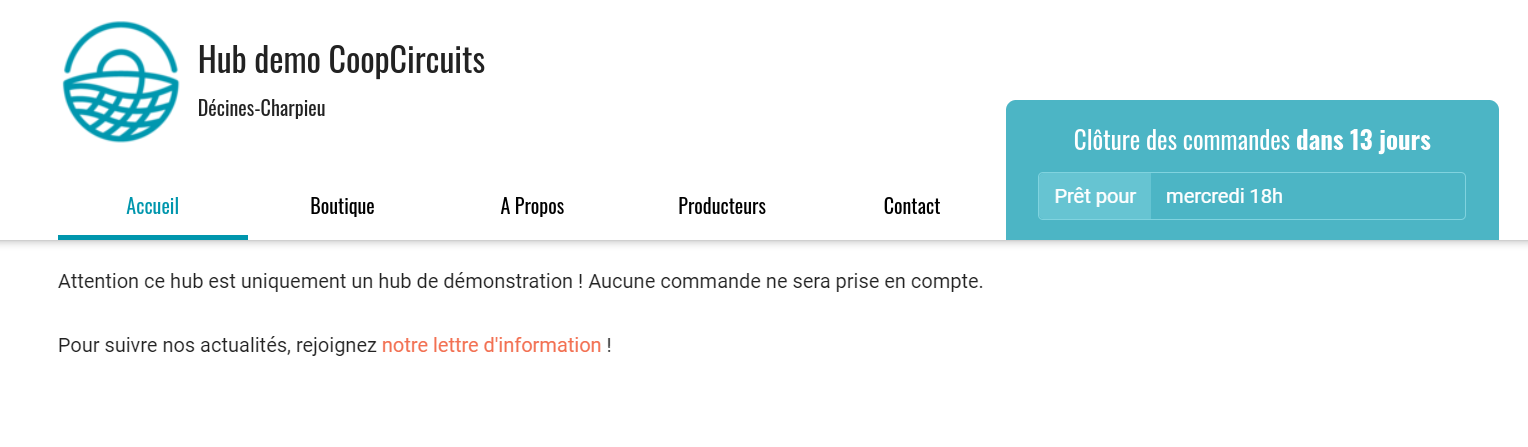 Hub demo CoopCircuits
Décines-Charpieu
Clôture des commandes dans 13 jours
Prêt pour mercredi 18h
Accueil Boutique A Propos Producteurs Contact
Attention ce hub est uniquement un hub de démonstration ! Aucune commande ne sera prise en compte.
Pour suivre nos actualités, rejoignez notre lettre d'information !